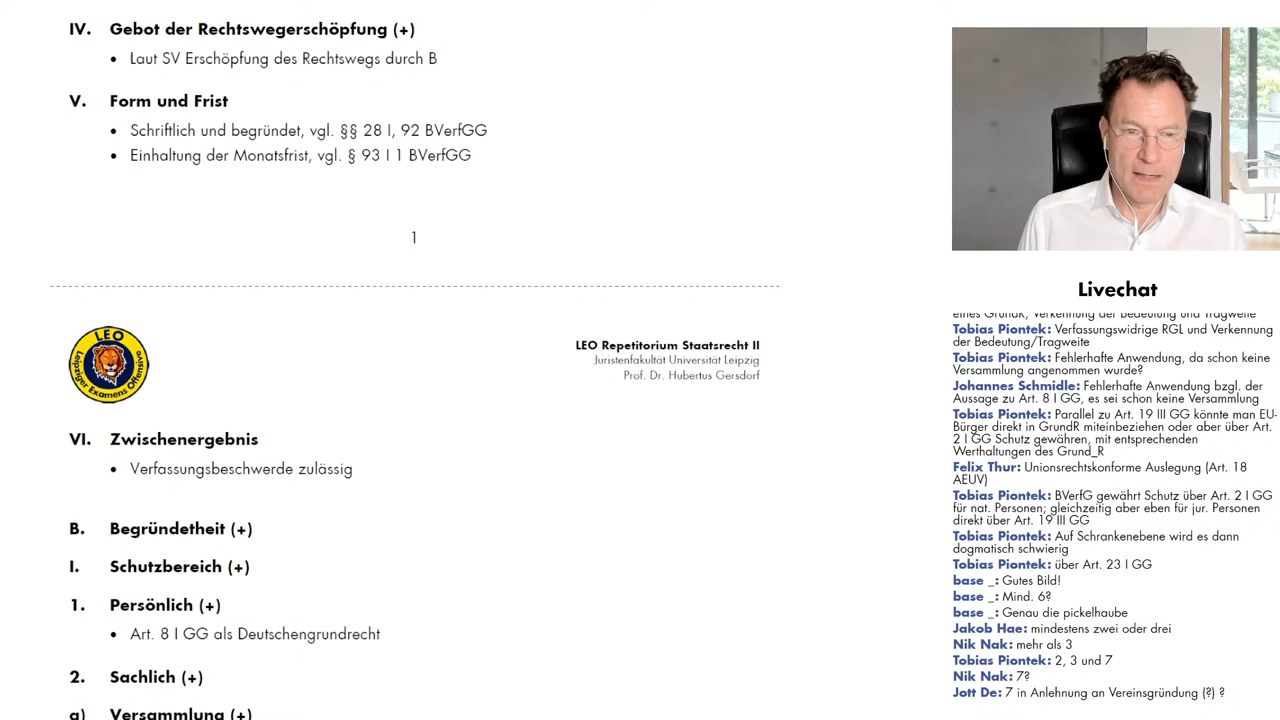 IV. Gebot der Rechtswegerschöpfung (+)
• Laut SV Erschöpfung des Rechtswegs durch B
V. Form und Frist
• Schriftlich und begründet, vgl. §§ 28 I, 92 BVerfGG
• Einhaltung der Monatsfrist, vgl. § 93 I 1 BVerfGG
1
LEO
Leipziger Examens Offensive
LEO Repetitorium Staatsrecht II
Juristenfakultät Universität Leipzig
Prof. Dr. Hubertus Gersdorf
VI. Zwischenergebnis
• Verfassungsbeschwerde zulässig
B. Begründetheit (+)
I. Schutzbereich (+)
1. Persönlich (+)
• Art. 8 I GG als Deutschengrundrecht
2. Sachlich (+)
a) Versammlung (+)
Livechat
eines GrundR, Verkennung der Bedeutung und Tragweite
Tobias Piontek: Verfassungswidrige RGL und Verkennung
der Bedeutung/Tragweite
Tobias Piontek: Fehlerhafte Anwendung, da schon keine
Versammlung angenommen wurde?
Johannes Schmidle: Fehlerhafte Anwendung bzgl. der
Aussage zu Art. 8 I GG, es sei schon keine Versammlung
Tobias Piontek: Parallel zu Art. 19 III GG könnte man EU-
Bürger direkt in GrundR miteinbeziehen oder aber über Art.
2 I GG Schutz gewähren, mit entsprechenden
Werthaltungen des Grund_R
Felix Thur: Unionsrechtskonforme Auslegung (Art. 18
AEUV)
Tobias Piontek: BVerfG gewährt Schutz über Art. 2 I GG
für nat. Personen; gleichzeitig aber eben für jur. Personen
direkt über Art. 19 III GG
Tobias Piontek: Auf Schrankenebene wird es dann
dogmatisch schwierig
Tobias Piontek: über Art. 23 I GG
base _: Gutes Bild!
base _: Mind. 6?
base _: Genau die pickelhaube
Jakob Hae: mindestens zwei oder drei
Nik Nak: mehr als 3
Tobias Piontek: 2, 3 und 7
Nik Nak: 7?
Jott De: 7 in Anlehnung an Vereinsgründung (?) ?